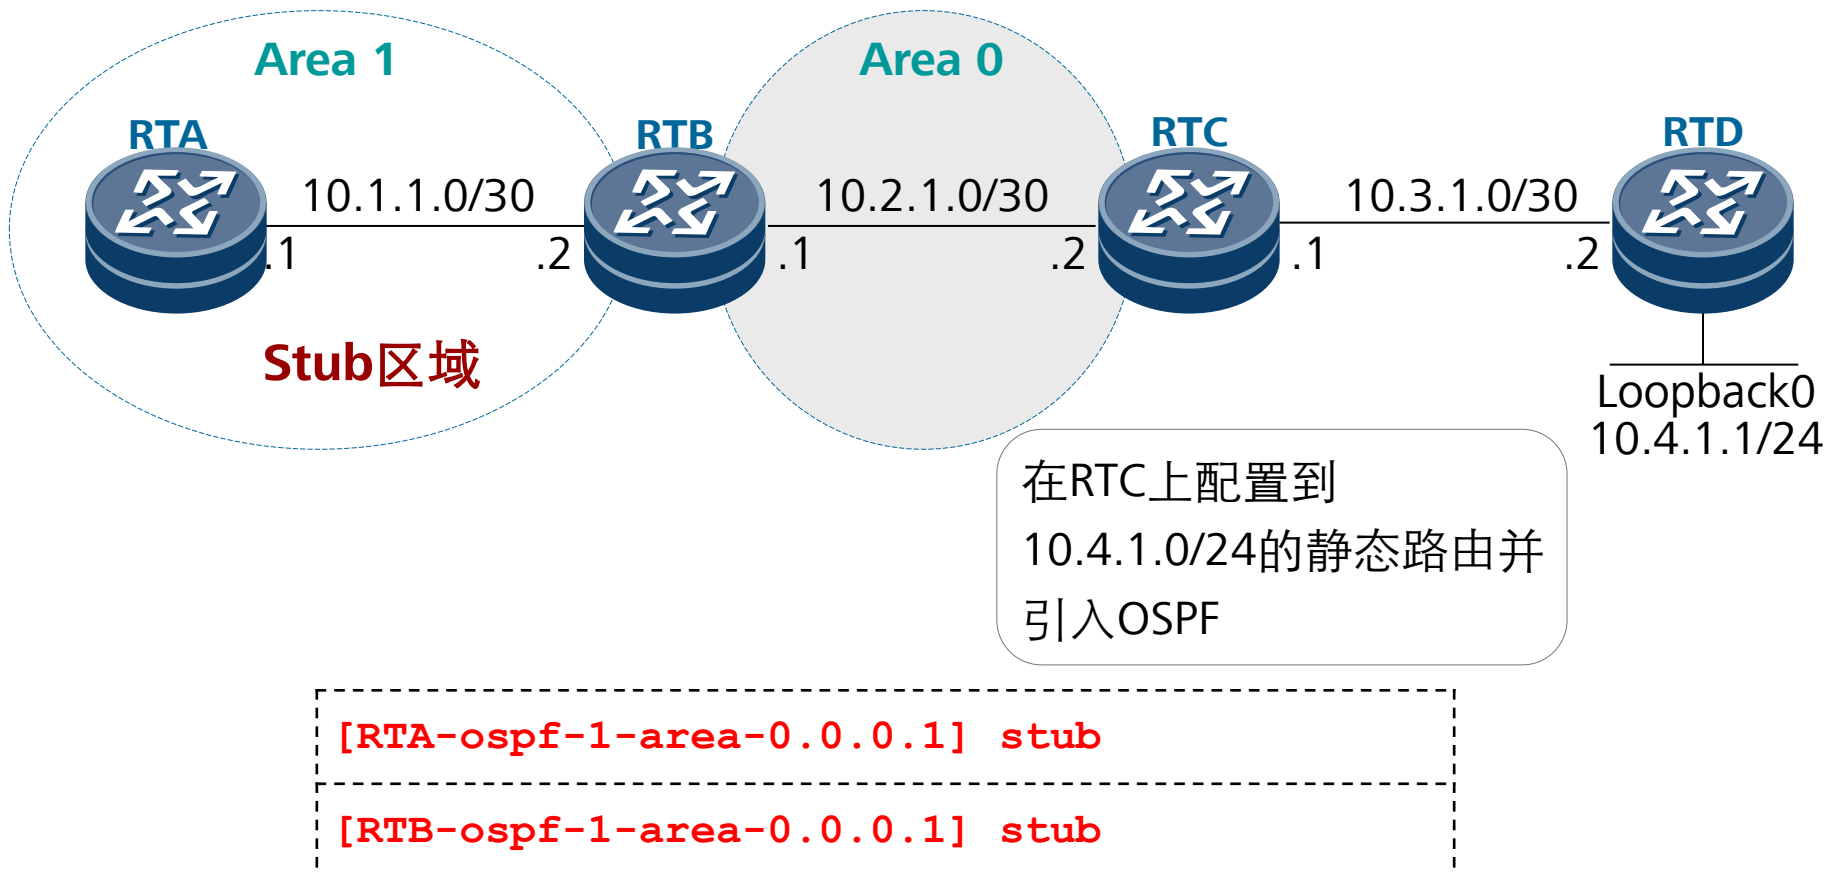 Area 1
Area 0
RTA
RTB
RTC
RTD
10.1.1.0/30
10.2.1.0/30
10.3.1.0/30
.1
.2
.1
.2
.1
.2
Stub区域
Loopback0
10.4.1.1/24
在RTC上配置到
10.4.1.0/24的静态路由并
引入OSPF
[RTA-ospf-1-area-0.0.0.1] stub
[RTB-ospf-1-area-0.0.0.1] stub